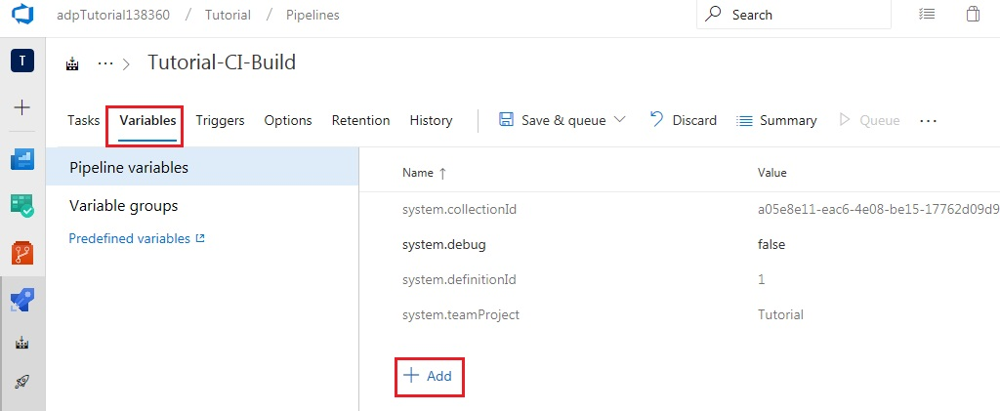 adpTutorial138360 / Tutorial / Pipelines
Search
T
... > Tutorial-CI-Build
Tasks Variables Triggers Options Retention History Save & queue Discard Summary Queue ...
Pipeline variables
Variable groups
Predefined variables
Name ↑ Value
system.collectionId a05e8e11-eac6-4e08-be15-17762d09d9
system.debug false
system.definitionId 1
system.teamProject Tutorial
+ Add